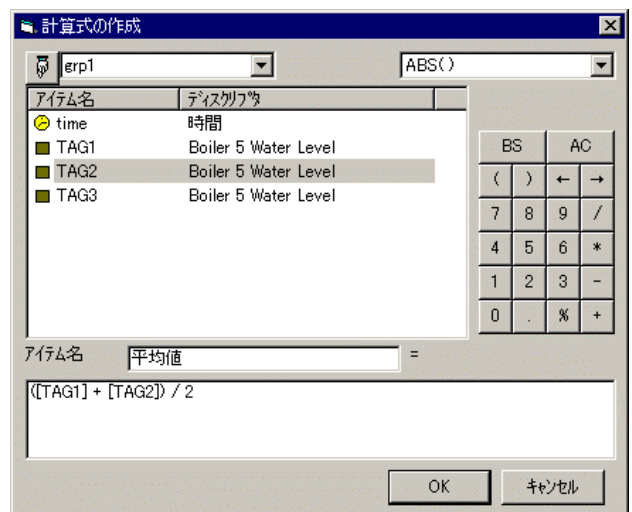 計算式の作成
grp1
ABS()
アイテム名 ディスクリプタ
time 時間
TAG1 Boiler 5 Water Level
TAG2 Boiler 5 Water Level
TAG3 Boiler 5 Water Level
BS AC
( ) ← →
7 8 9 /
4 5 6 *
1 2 3 -
0 . % +
アイテム名 平均値 =
([TAG1] + [TAG2]) / 2
OK キャンセル